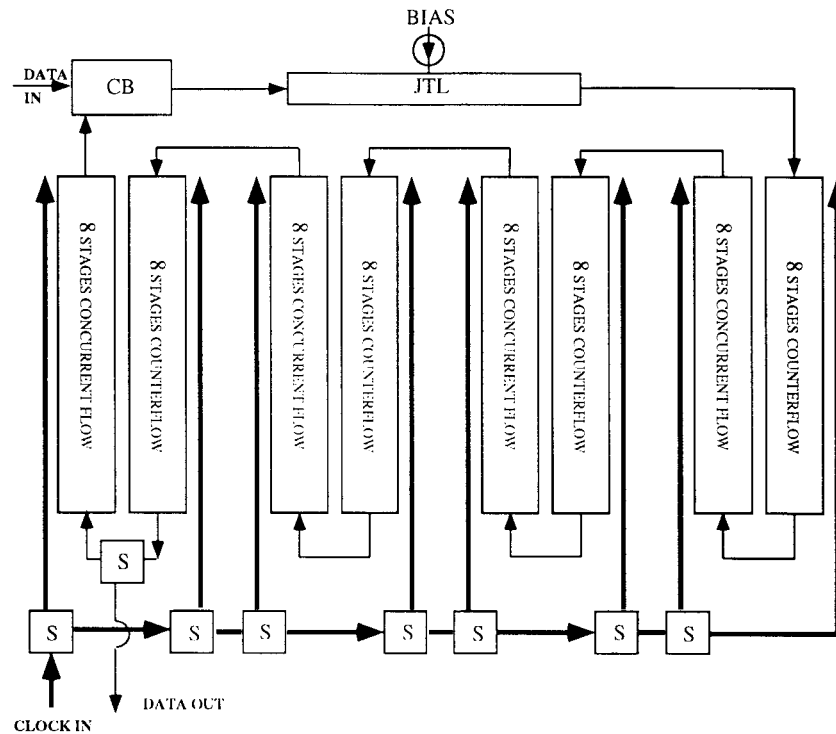 BIAS
DATA
IN
CB
JTL
8 STAGES CONCURRENT FLOW
8 STAGES COUNTERFLOW
8 STAGES CONCURRENT FLOW
8 STAGES COUNTERFLOW
8 STAGES CONCURRENT FLOW
8 STAGES COUNTERFLOW
8 STAGES CONCURRENT FLOW
8 STAGES COUNTERFLOW
S
S
S
S
S
S
S
S
DATA OUT
CLOCK IN